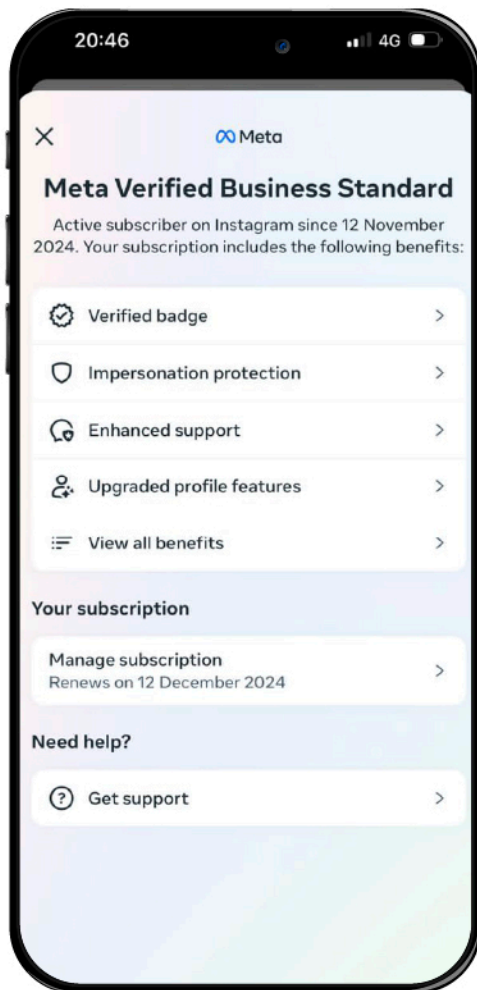 20:46
4G
Meta
Meta Verified Business Standard
Active subscriber on Instagram since 12 November
2024. Your subscription includes the following benefits:
Verified badge
Impersonation protection
Enhanced support
Upgraded profile features
View all benefits
Your subscription
Manage subscription
Renews on 12 December 2024
Need help?
Get support